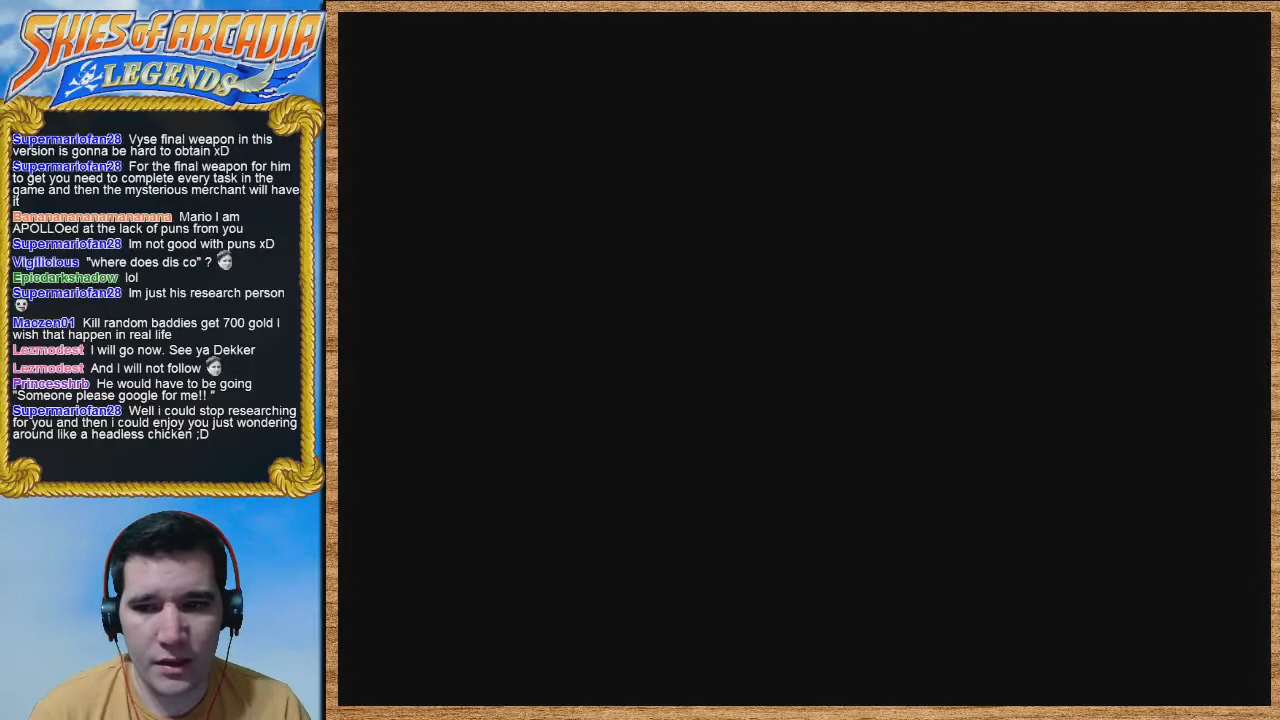 SKIES OF ARCADIA
LEGENDS
Supermariofan28 Vyse final weapon in this
version is gonna be hard to obtain xD
Supermariofan28 For the final weapon for him
to get you need to complete every task in the
game and then the mysterious merchant will have
it
Banananananamananana Mario I am
APOLLOed at the lack of puns from you
Supermariofan28 Im not good with puns xD
Vigilicious "where does dis co" ?
Epicdarkshadow lol
Supermariofan28 Im just his research person
Maozen01 Kill random baddies get 700 gold I
wish that happen in real life
Lezmodest I will go now. See ya Dekker
Lezmodest And I will not follow
Princesshrb He would have to be going
"Someone please google for me!! "
Supermariofan28 Well i could stop researching
for you and then i could enjoy you just wondering
around like a headless chicken ;D